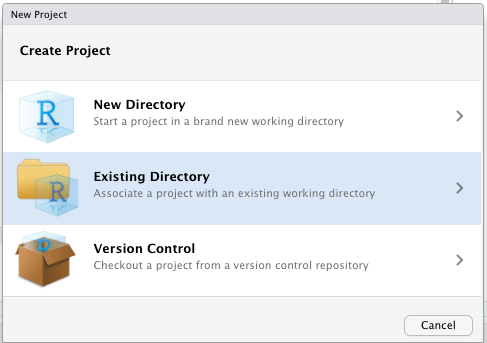 New Project
Create Project
R
New Directory
Start a project in a brand new working directory
R
Existing Directory
Associate a project with an existing working directory
R
Version Control
Checkout a project from a version control repository
Cancel